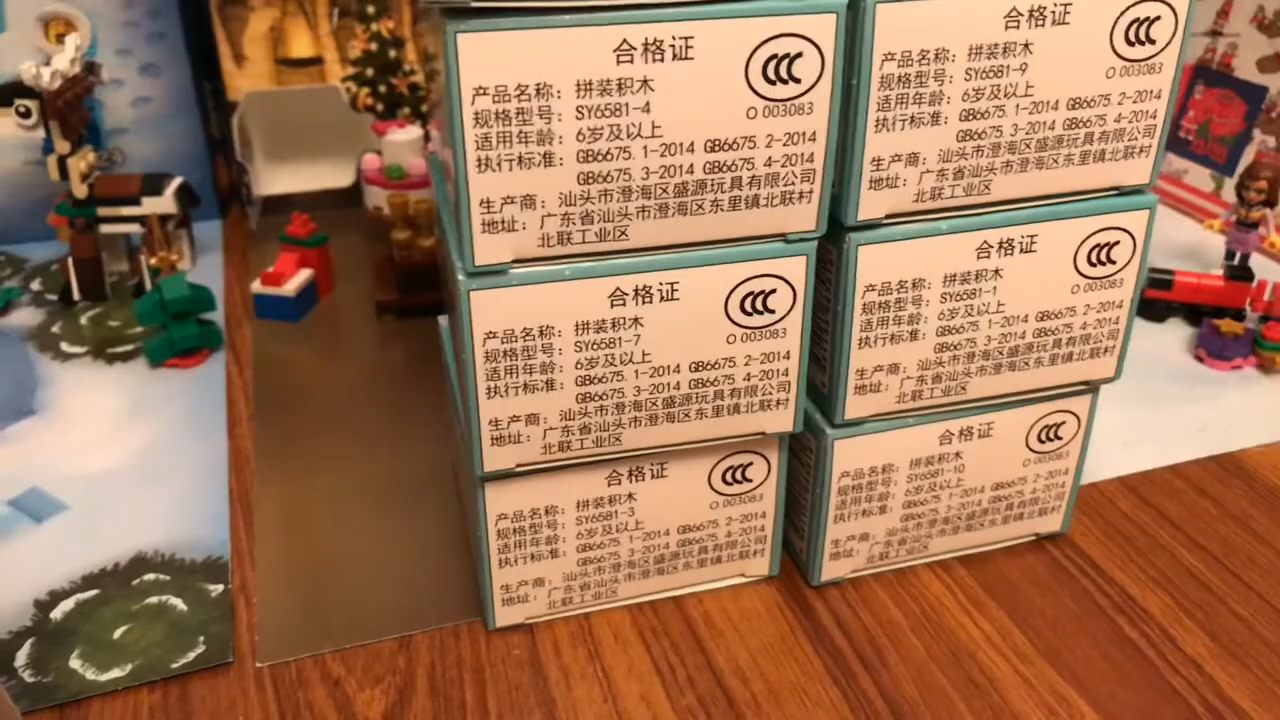 合格证
CCC
产品名称：拼装积木
规格型号：SY6581-4
O 003083
适用年龄：6岁及以上
执行标准：GB6675.1-2014 GB6675.2-2014
GB6675.3-2014 GB6675.4-2014
生产商：汕头市澄海区盛源玩具有限公司
地址：广东省汕头市澄海区东里镇北联村
北联工业区
合格证
CCC
产品名称：拼装积木
规格型号：SY6581-9
O 003083
适用年龄：6岁及以上
执行标准：GB6675.1-2014 GB6675.2-2014
GB6675.3-2014 GB6675.4-2014
生产商：汕头市澄海区盛源玩具有限公司
地址：广东省汕头市澄海区东里镇北联村
北联工业区
合格证
CCC
产品名称：拼装积木
规格型号：SY6581-7
O 003083
适用年龄：6岁及以上
执行标准：GB6675.1-2014 GB6675.2-2014
GB6675.3-2014 GB6675.4-2014
生产商：汕头市澄海区盛源玩具有限公司
地址：广东省汕头市澄海区东里镇北联村
北联工业区
合格证
CCC
产品名称：拼装积木
规格型号：SY6581-1
O 003083
适用年龄：6岁及以上
执行标准：GB6675.1-2014 GB6675.2-2014
GB6675.3-2014 GB6675.4-2014
生产商：汕头市澄海区盛源玩具有限公司
地址：广东省汕头市澄海区东里镇北联村
北联工业区
合格证
CCC
产品名称：拼装积木
规格型号：SY6581-3
O 003083
适用年龄：6岁及以上
执行标准：GB6675.1-2014 GB6675.2-2014
GB6675.3-2014 GB6675.4-2014
生产商：汕头市澄海区盛源玩具有限公司
地址：广东省汕头市澄海区东里镇北联村
北联工业区
合格证
CCC
产品名称：拼装积木
规格型号：SY6581-10
O 003083
适用年龄：6岁及以上
执行标准：GB6675.1-2014 GB6675.2-2014
GB6675.3-2014 GB6675.4-2014
生产商：汕头市澄海区盛源玩具有限公司
地址：广东省汕头市澄海区东里镇北联村
北联工业区